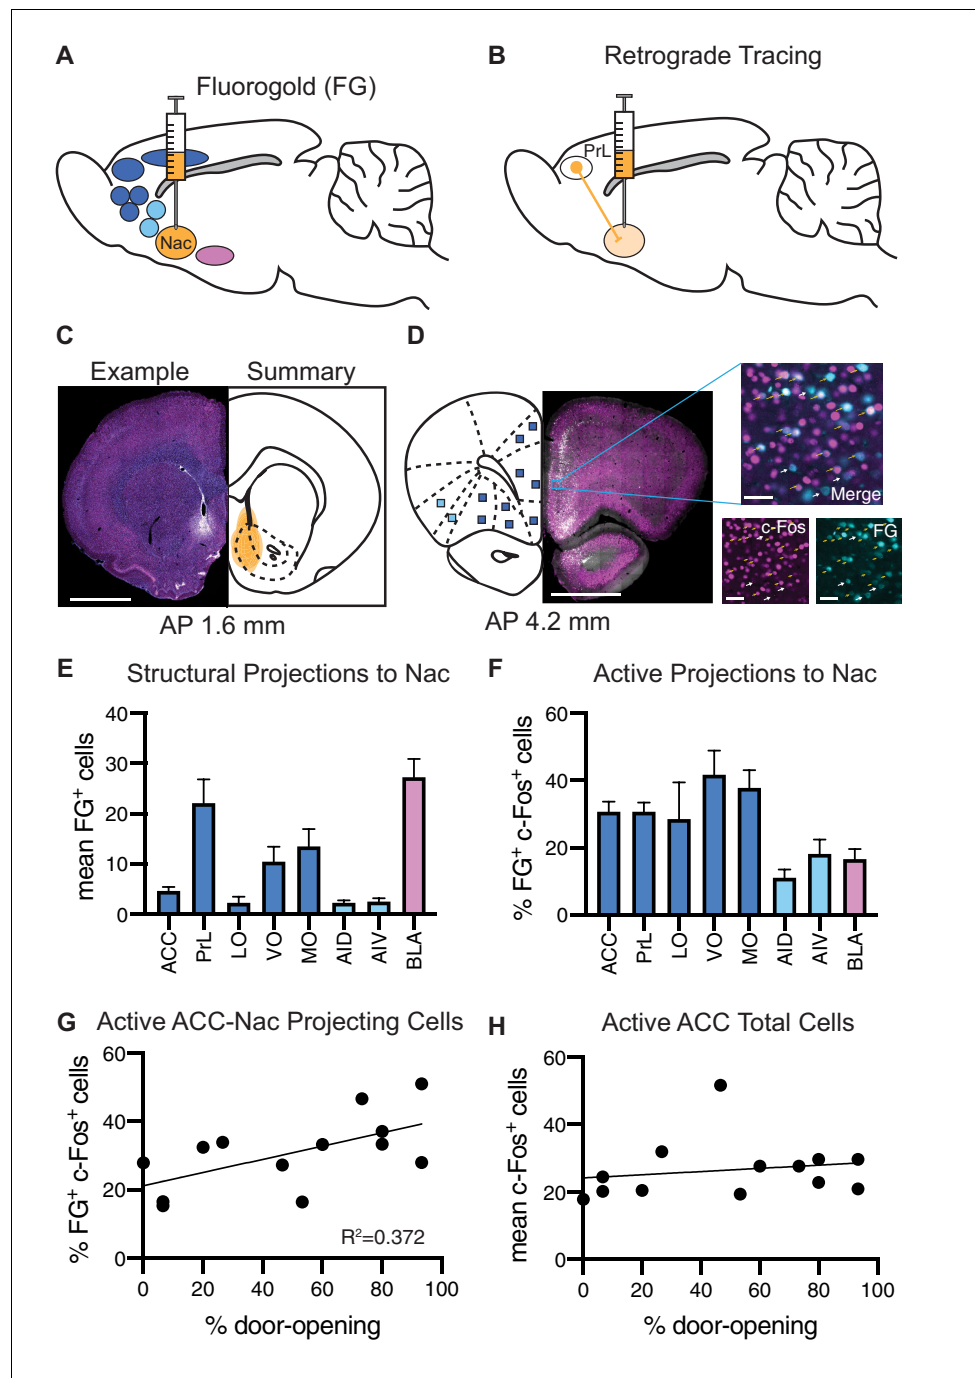 A
Fluorogold (FG)
Nac
B
Retrograde Tracing
PrL
C
Example
Summary
AP 1.6 mm
D
AP 4.2 mm
Merge
c-Fos
FG
E
Structural Projections to Nac
mean FG+ cells
40
30
20
10
0
ACC
PrL
LO
VO
MO
AID
AIV
BLA
F
Active Projections to Nac
% FG+ c-Fos+ cells
60
40
20
0
ACC
PrL
LO
VO
MO
AID
AIV
BLA
G
Active ACC-Nac Projecting Cells
% FG+ c-Fos+ cells
60
40
20
0
R2=0.372
0
20
40
60
80
100
% door-opening
H
Active ACC Total Cells
mean c-Fos+ cells
60
40
20
0
0
20
40
60
80
100
% door-opening